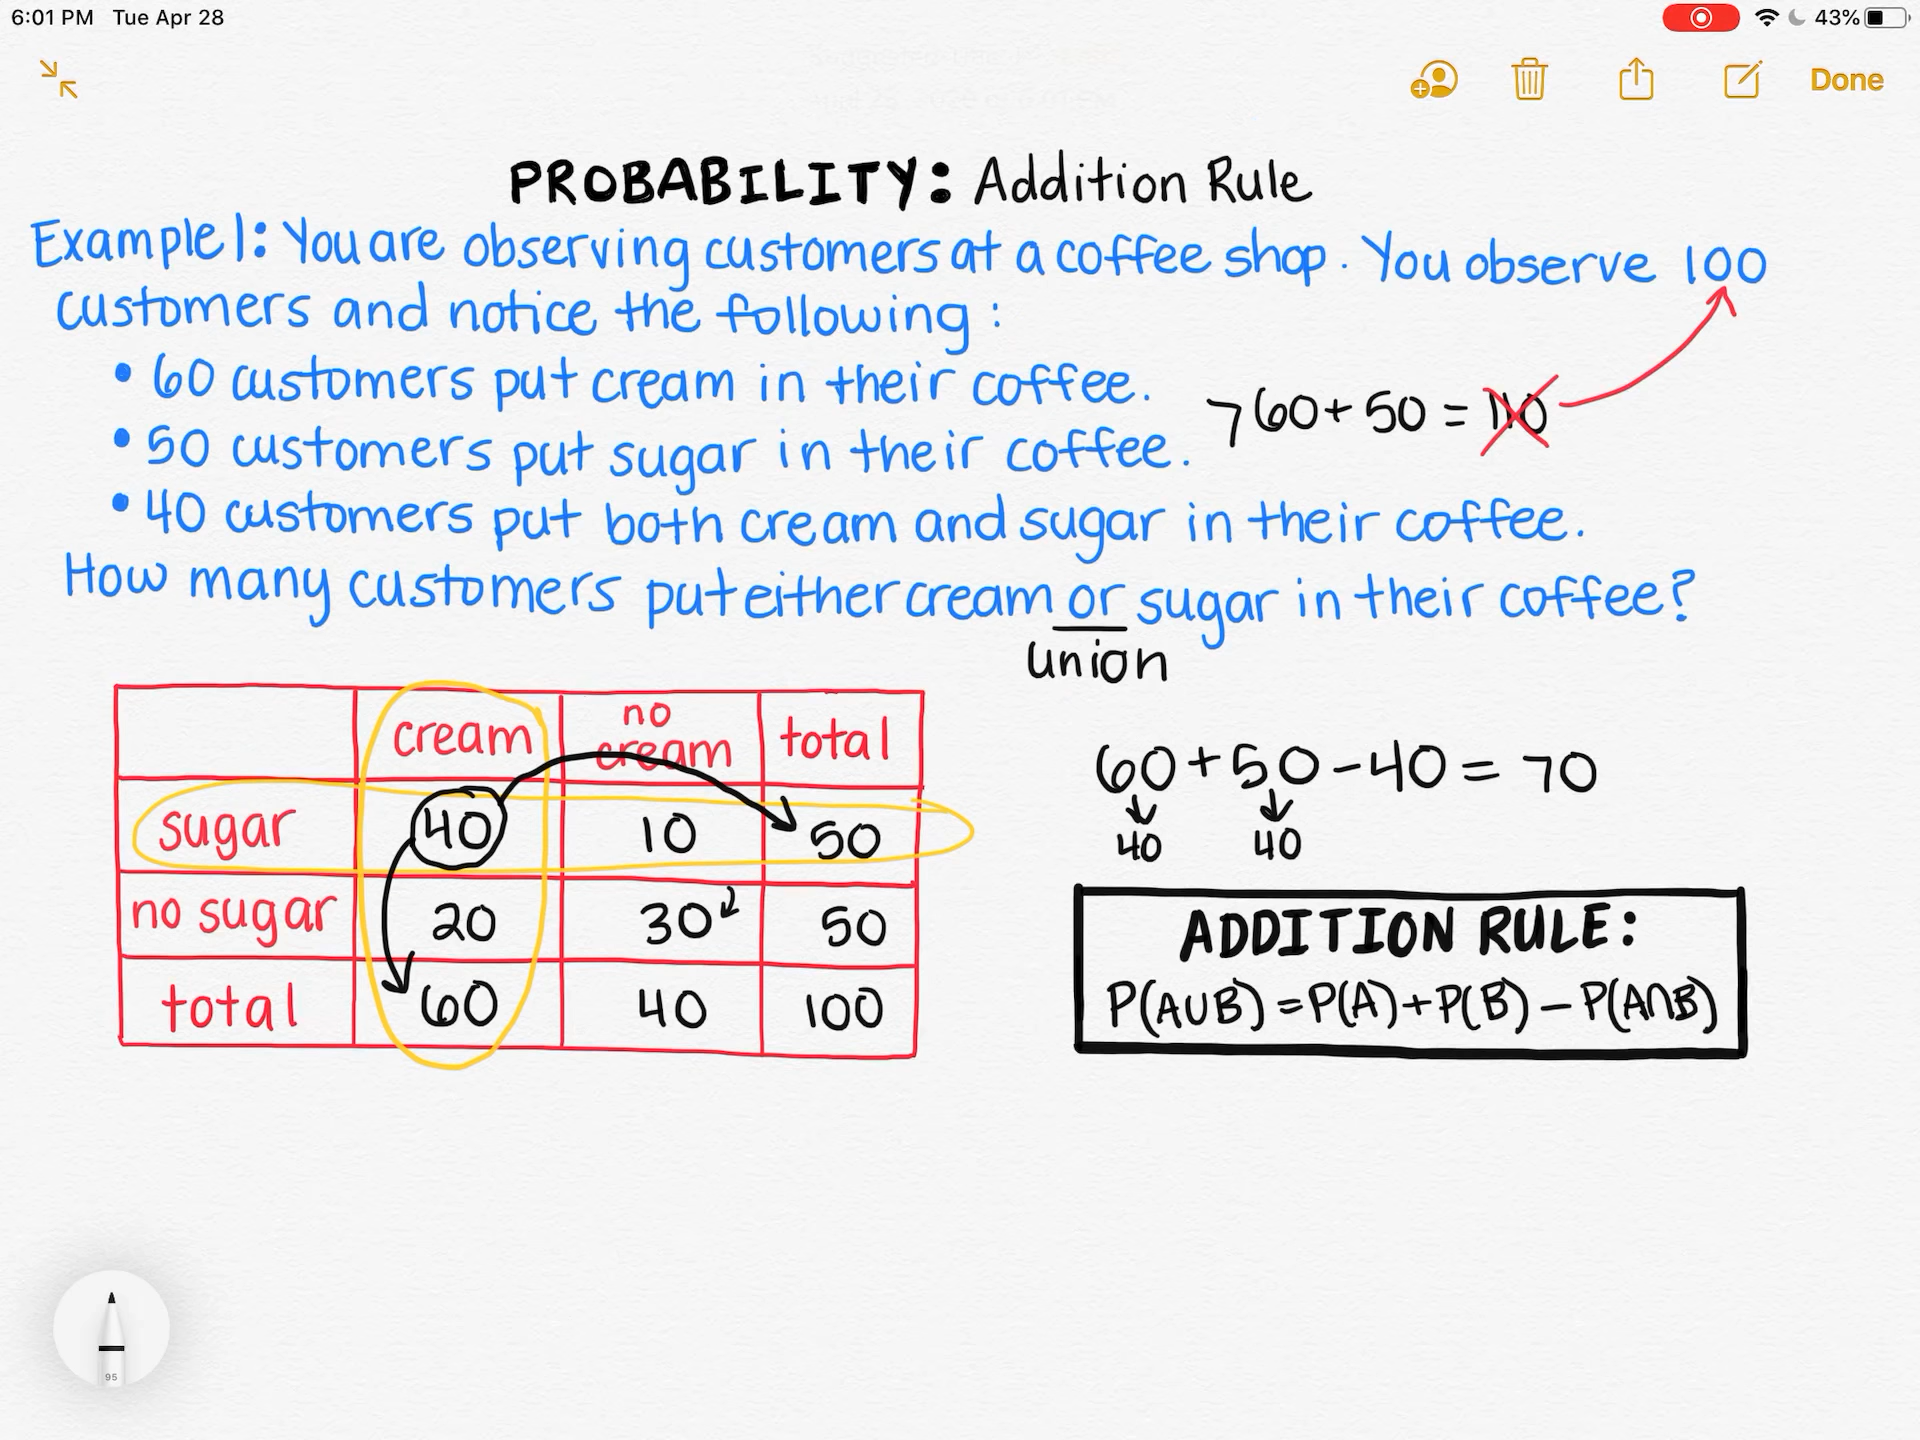 6:01 PM Tue Apr 28
43%
Done
PROBABILITY: Addition Rule
Example 1: You are observing customers at a coffee shop. You observe 100
customers and notice the following:
• 60 customers put cream in their coffee.
60+50=110
• 50 customers put sugar in their coffee.
• 40 customers put both cream and sugar in their coffee.
How many customers put either cream or sugar in their coffee?
union
cream no cream total
sugar 40 10 50
no sugar 20 30 50
total 60 40 100
60+50-40=70
40 40
ADDITION RULE:
P(A∪B)=P(A)+P(B)-P(A∩B)
95